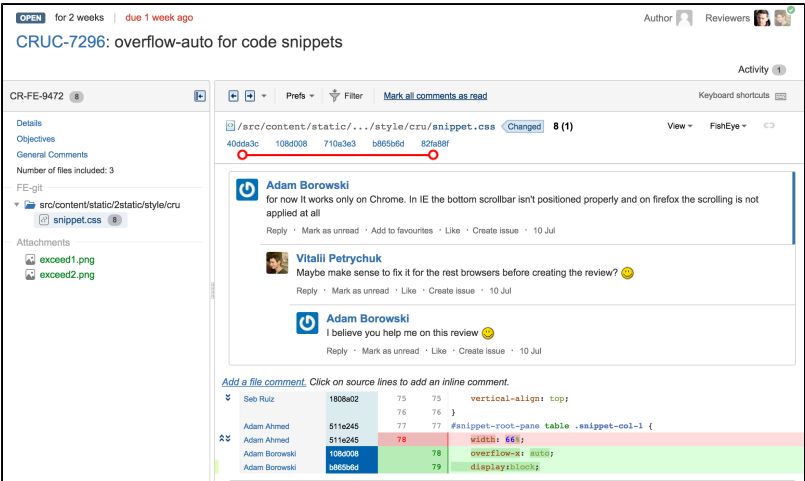 OPEN for 2 weeks due 1 week ago Author Reviewers
CRUC-7296: overflow-auto for code snippets
Activity 1
CR-FE-9472 8
Prefs Filter Mark all comments as read Keyboard shortcuts
Details
Objectives
General Comments
Number of files included: 3
FE-git
src/content/static/2static/style/cru
snippet.css 8
Attachments
exceed1.png
exceed2.png
/src/content/static/.../style/cru/snippet.css Changed 8 (1) View FishEye
40dda3c 108d008 710a3e3 b865b6d 82fa88f
Adam Borowski
for now It works only on Chrome. In IE the bottom scrollbar isn't positioned properly and on firefox the scrolling is not
applied at all
Reply · Mark as unread · Add to favourites · Like · Create issue · 10 Jul
Vitalii Petrychuk
Maybe make sense to fix it for the rest browsers before creating the review?
Reply · Mark as unread · Like · Create issue · 10 Jul
Adam Borowski
I believe you help me on this review
Reply · Mark as unread · Like · Create issue · 10 Jul
Add a file comment. Click on source lines to add an inline comment.
Seb Ruiz 1808a02 75 75 vertical-align: top;
76 76 }
Adam Ahmed 511e245 77 77 #snippet-root-pane table .snippet-col-1 {
Adam Ahmed 511e245 78 width: 66%;
Adam Borowski 108d008 78 overflow-x: auto;
Adam Borowski b865b6d 79 display:block;